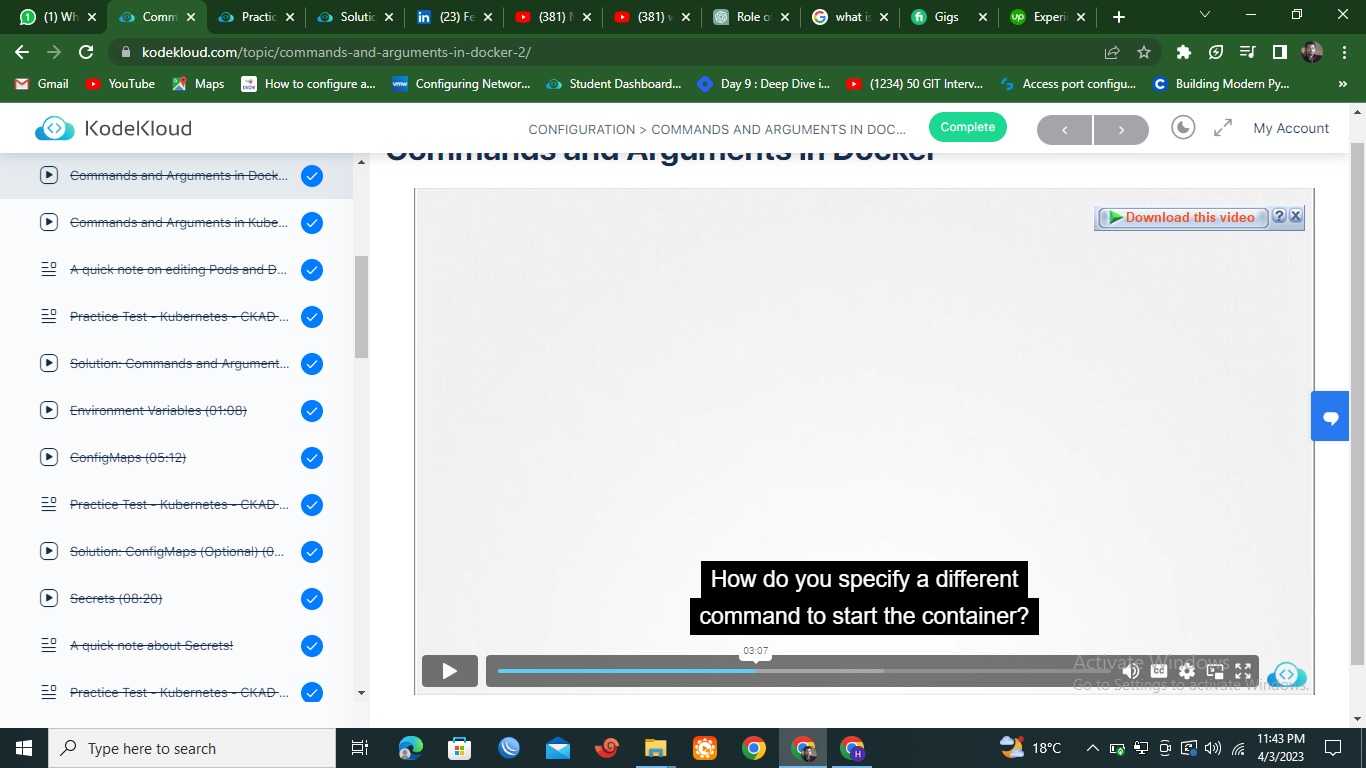 (1) Wh
Comm
Practic
Solutic
(23) Fe
(381)
(381)
Role o
what is
Gigs
Experi
kodekloud.com/topic/commands-and-arguments-in-docker-2/
Gmail
YouTube
Maps
How to configure a...
Configuring Networ...
Student Dashboard...
Day 9 : Deep Dive i...
(1234) 50 GIT Interv...
Access port configu...
Building Modern Py...
»
KodeKloud
CONFIGURATION > COMMANDS AND ARGUMENTS IN DOC...
Complete
<
>
My Account
Commands and Arguments in Dock...
Commands and Arguments in Kube...
A quick note on editing Pods and D...
Practice Test - Kubernetes - CKAD ...
Solution: Commands and Argument...
Environment Variables (01:08)
ConfigMaps (05:12)
Practice Test - Kubernetes - CKAD ...
Solution: ConfigMaps (Optional) (0...
Secrets (08:20)
A quick note about Secrets!
Practice Test - Kubernetes - CKAD ...
Commands and Arguments in Docker
Download this video
How do you specify a different
command to start the container?
03:07
CC
Activate Windows
Go to Settings to activate Windows.
Type here to search
18°C
11:43 PM
4/3/2023